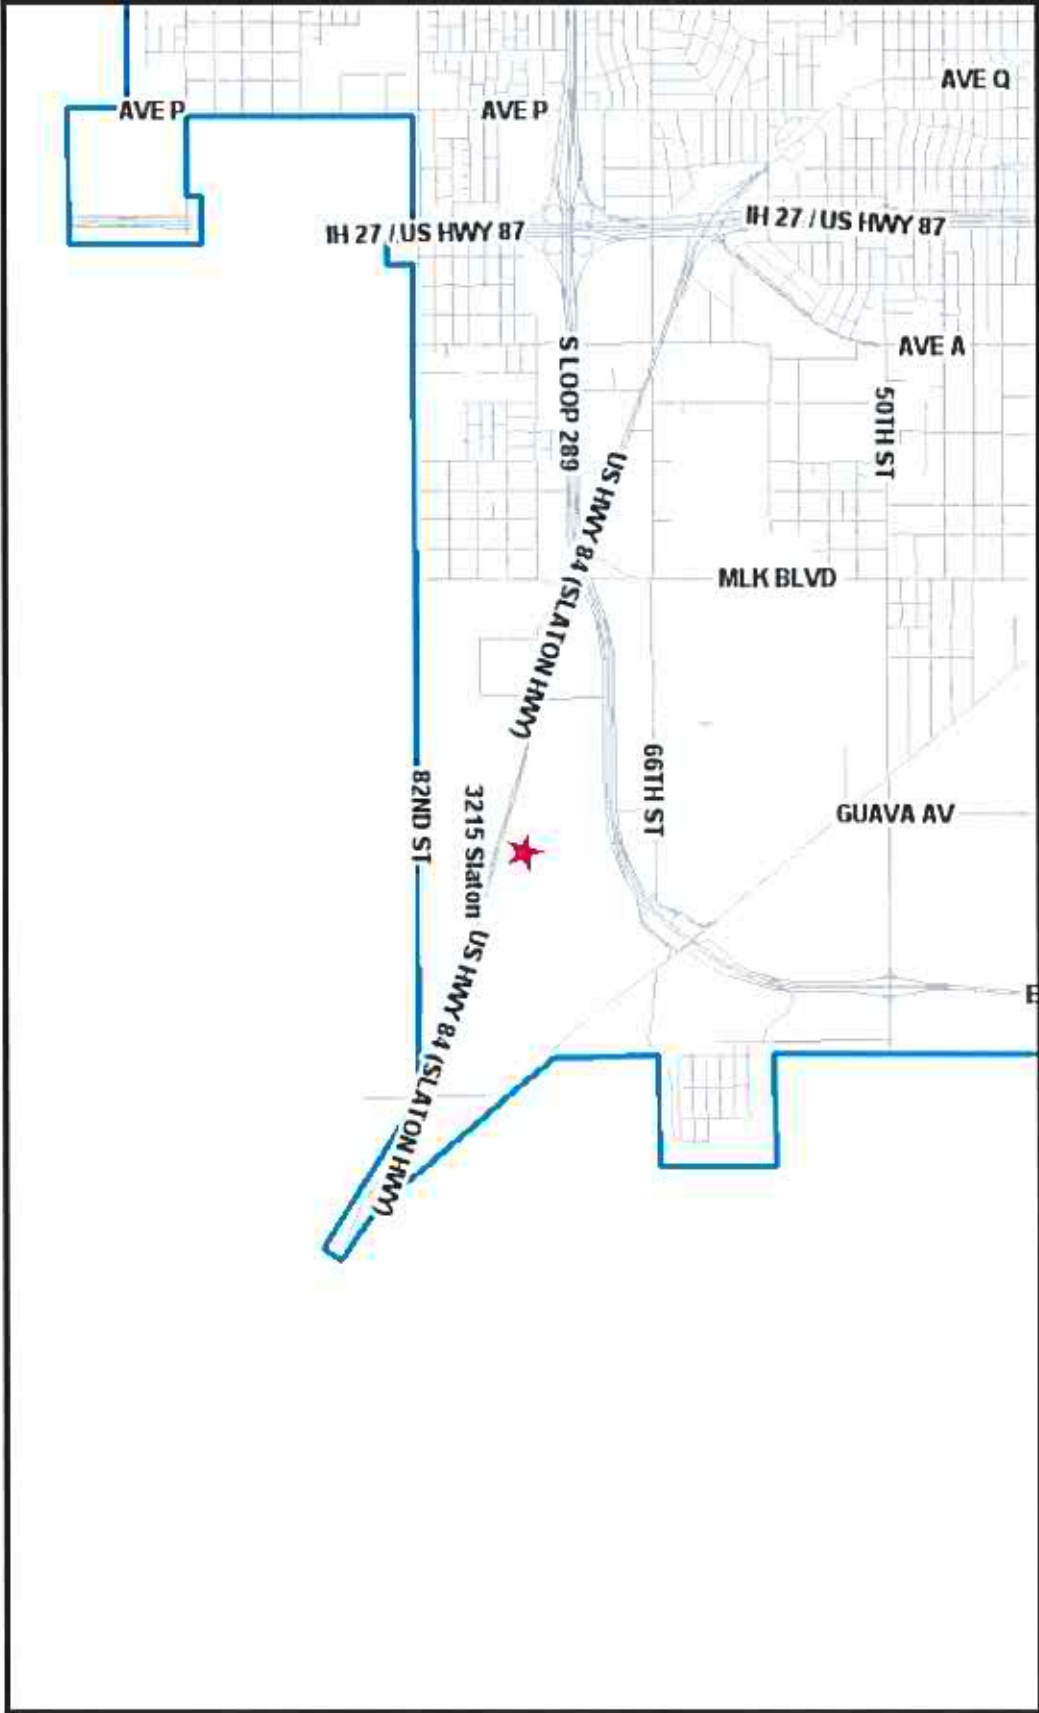 AVE Q
AVE P
AVE P
IH 27 / US HWY 87
IH 27 / US HWY 87
AVE A
S LOOP 289
50TH ST
US HWY 84 (SLATON HWY)
MLK BLVD
66TH ST
82ND ST
3215 Slaton
GUAVA AV
US HWY 84 (SLATON HWY)
E